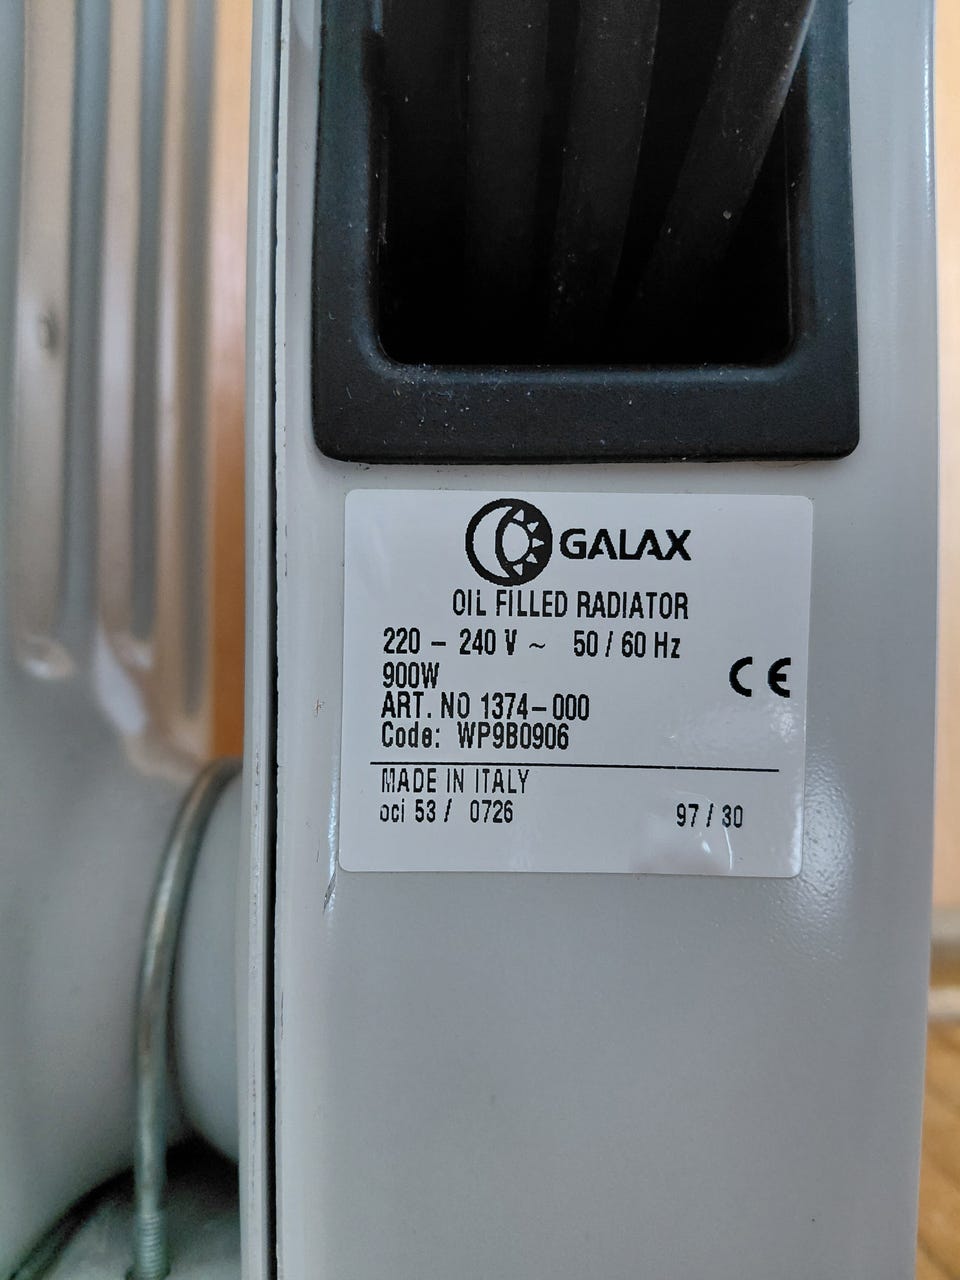 GALAX
OIL FILLED RADIATOR
220 – 240 V ~ 50 / 60 Hz
900W
ART. NO 1374–000
Code: WP9B0906
CE
MADE IN ITALY
oci 53 / 0726 97 / 30